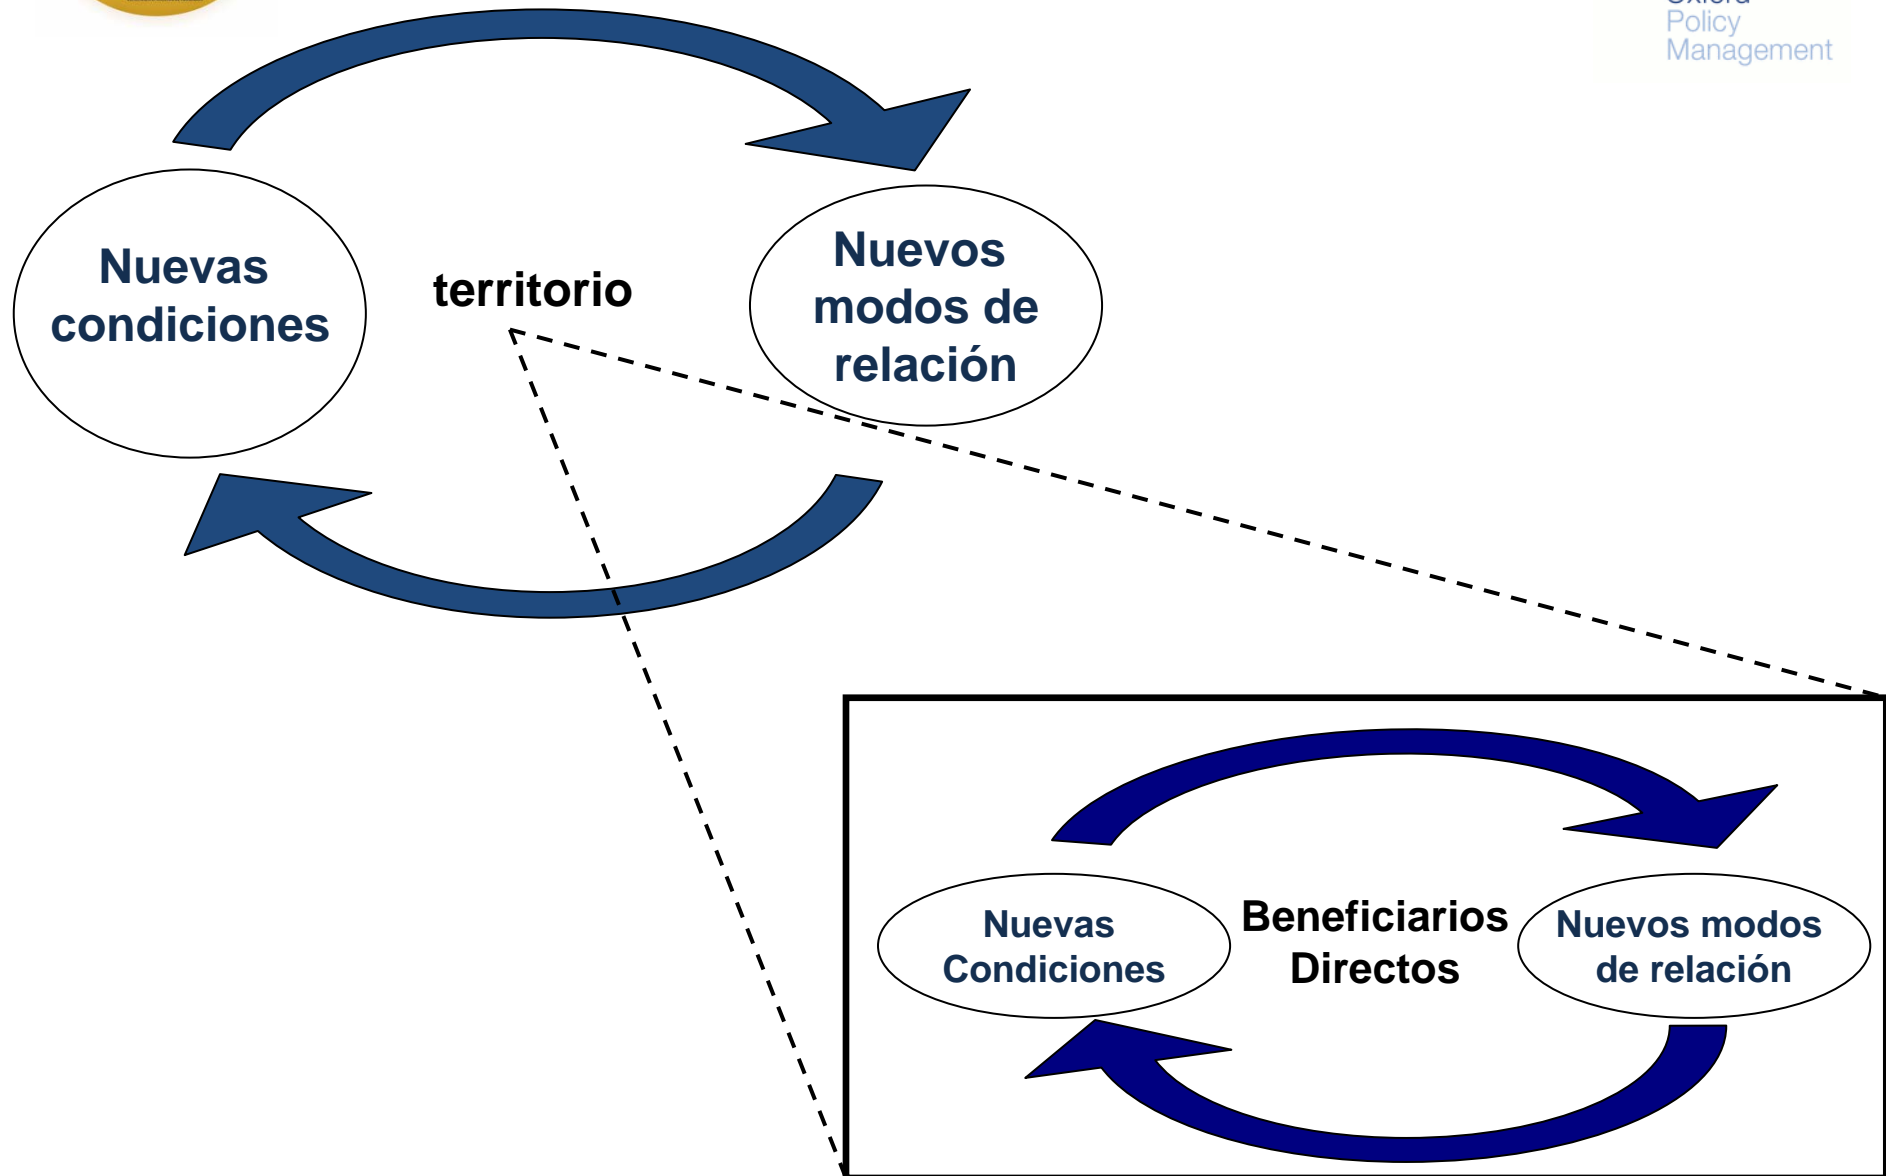 Policy
Management
Nuevas
condiciones
territorio
Nuevos
modos de
relación
Nuevas
Condiciones
Beneficiarios
Directos
Nuevos modos
de relación